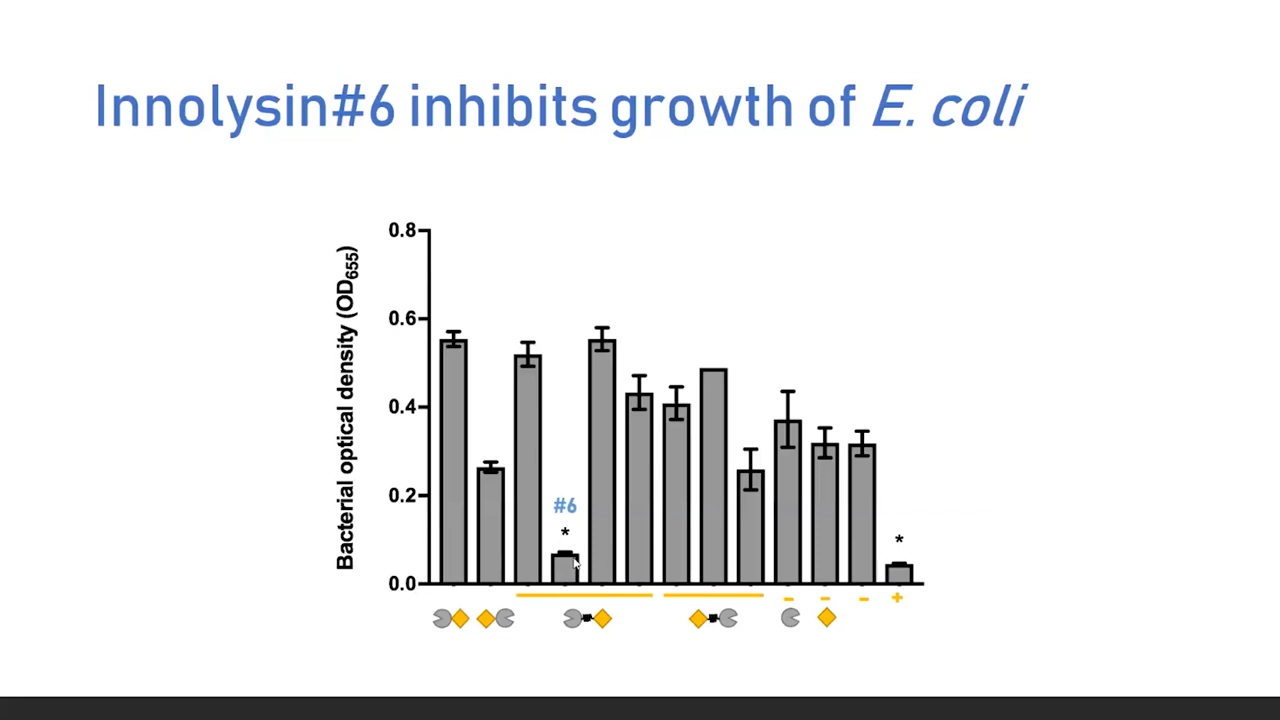 Innolysin#6 inhibits growth of E. coli
Bacterial optical density (OD655)
0.8
0.6
0.4
0.2
0.0
#6
*
*
- - - +